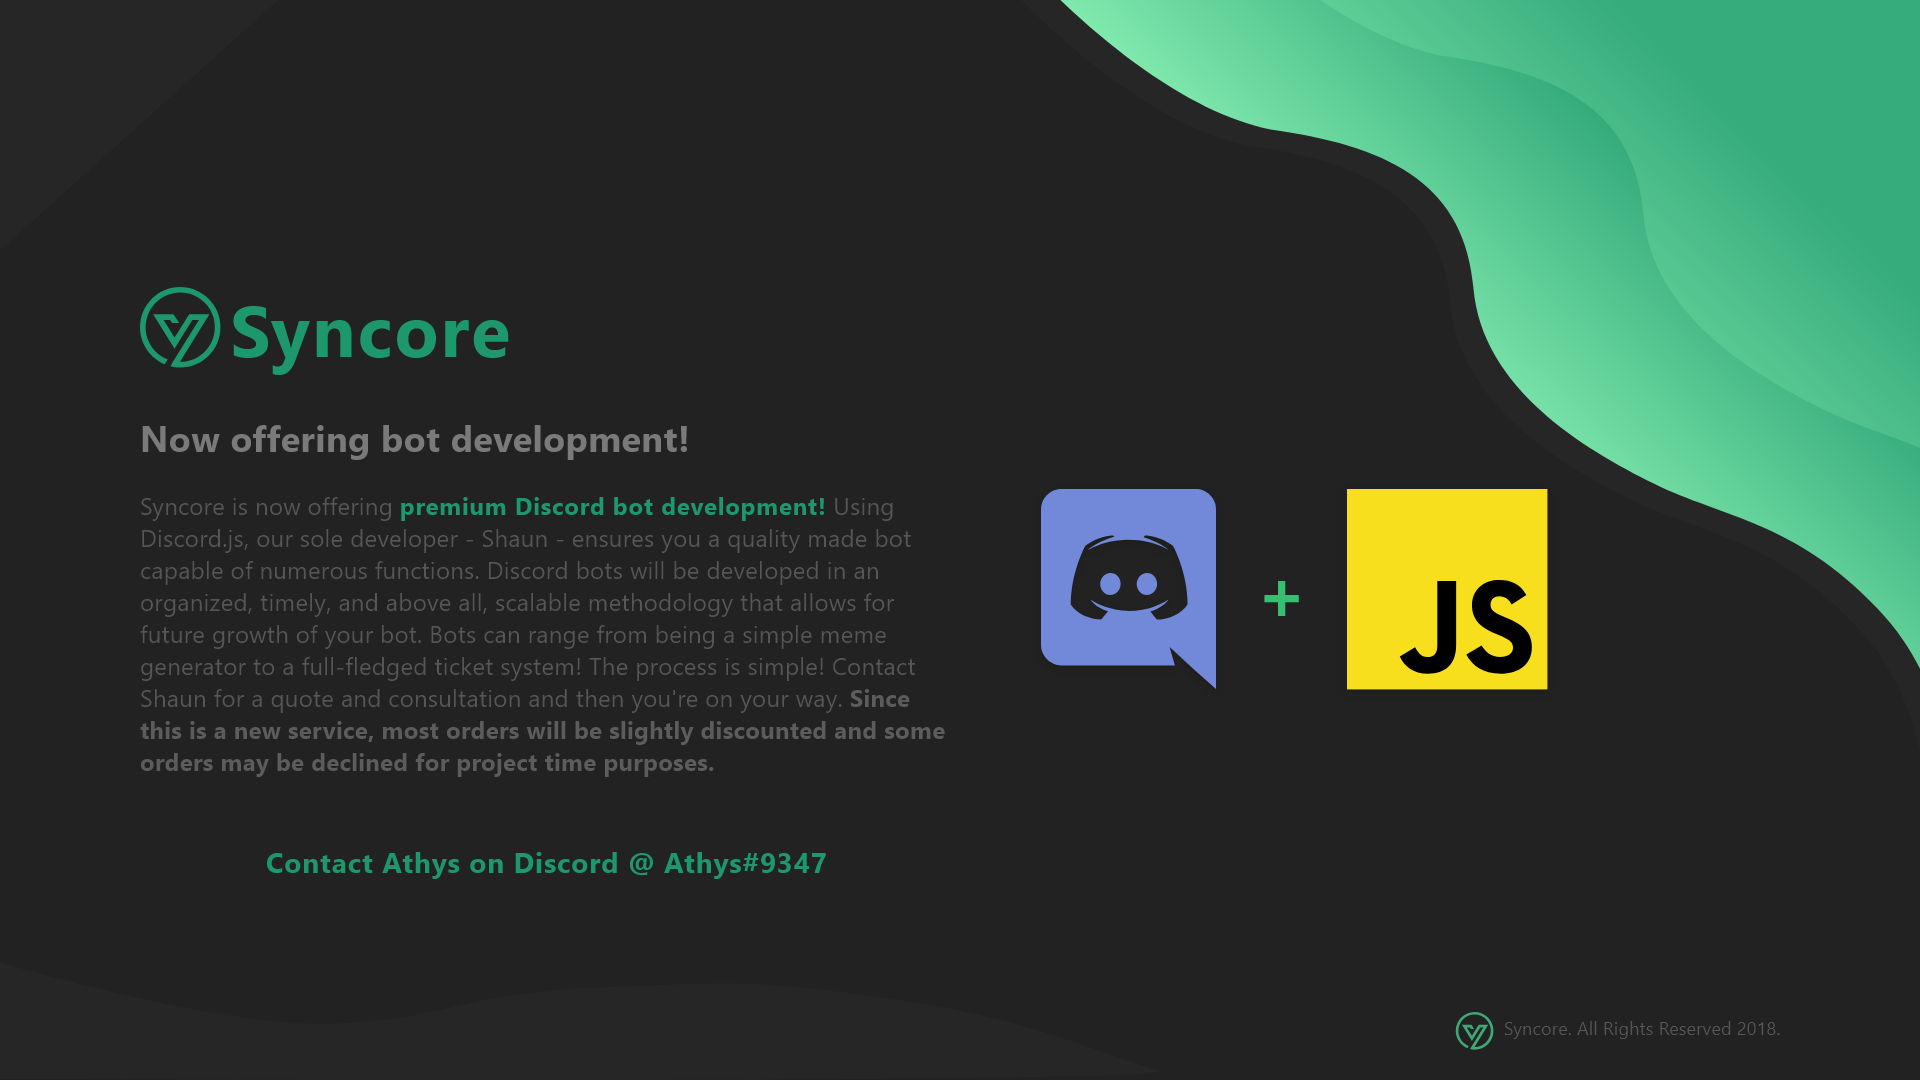 Syncore
Now offering bot development!
Syncore is now offering premium Discord bot development! Using
Discord.js, our sole developer - Shaun - ensures you a quality made bot
capable of numerous functions. Discord bots will be developed in an
organized, timely, and above all, scalable methodology that allows for
future growth of your bot. Bots can range from being a simple meme
generator to a full-fledged ticket system! The process is simple! Contact
Shaun for a quote and consultation and then you're on your way. Since
this is a new service, most orders will be slightly discounted and some
orders may be declined for project time purposes.
+
JS
Contact Athys on Discord @ Athys#9347
Syncore. All Rights Reserved 2018.